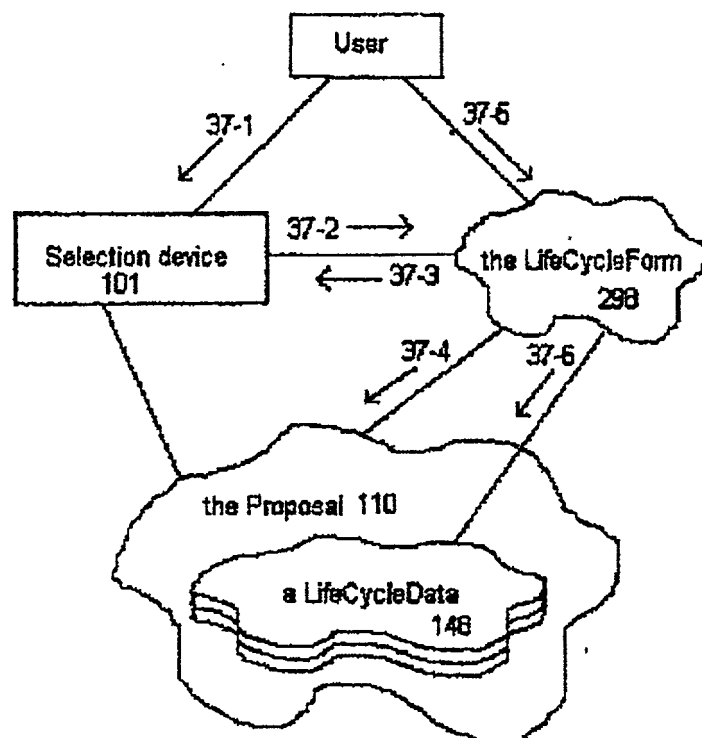 User
37-1
37-5
37-2
Selection device
101
the LifeCycleForm
298
37-3
37-4
37-6
the Proposal 110
a LifeCycleData
148